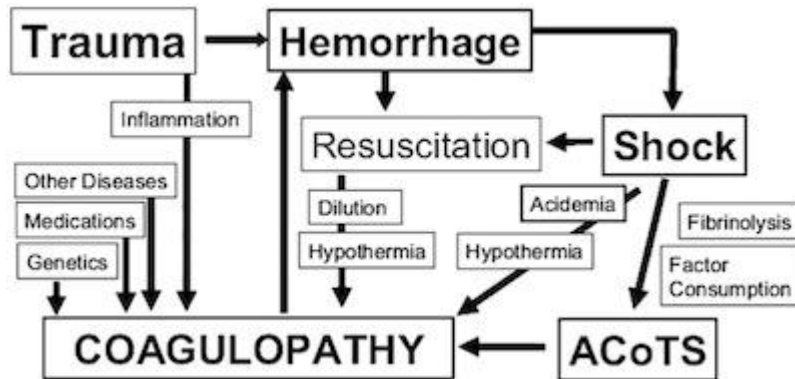 Trauma
Hemorrhage
Inflammation
Resuscitation
Shock
Other Diseases
Medications
Genetics
Dilution
Hypothermia
Acidemia
Hypothermia
Fibrinolysis
Factor
Consumption
COAGULOPATHY
ACoTS